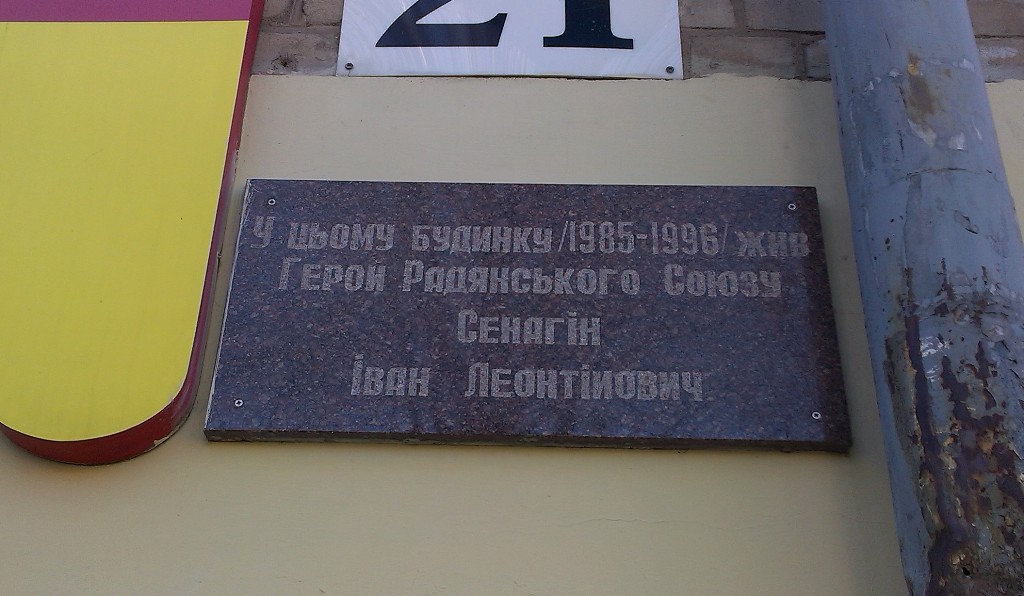 21
У цьому будинку /1985-1996/ жив
Герой Радянського Союзу
Сенагін
Іван Леонтійович